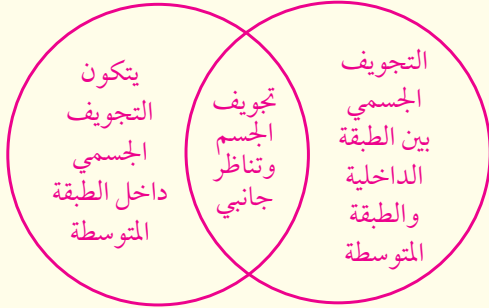 التجويف
الجسمي
بين الطبقة
الداخلية
والطبقة
المتوسطة
تجويف
الجسم
وتناظر
جانبي
يتكون
التجويف
الجسمي
داخل الطبقة
المتوسطة